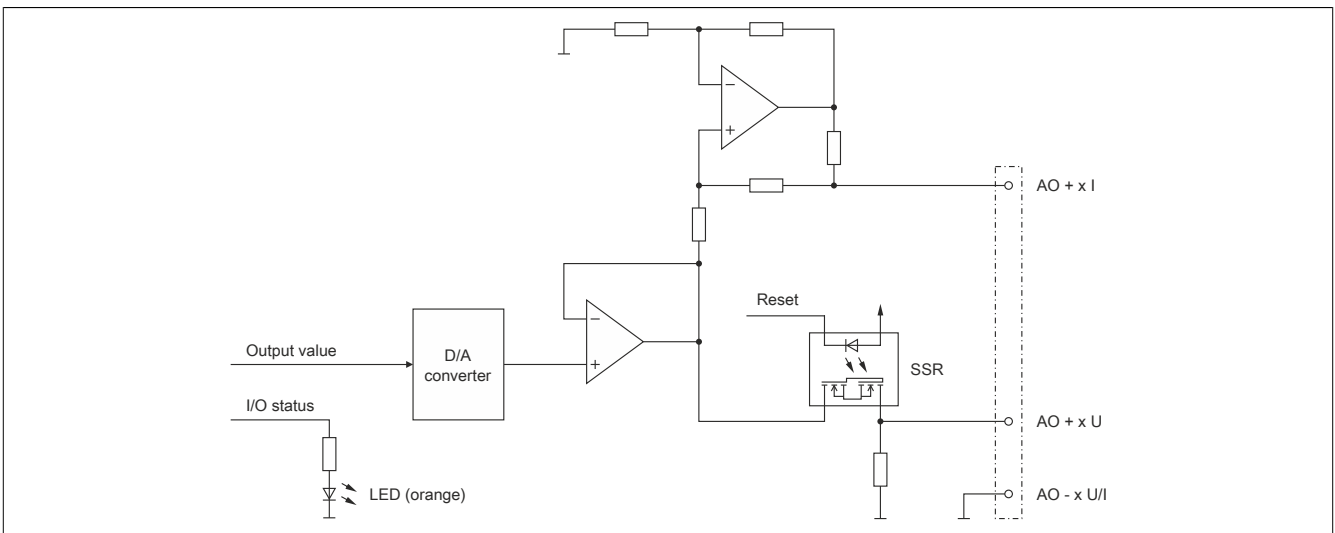 AO + x I
Reset
Output value
D/A
converter
SSR
I/O status
AO + x U
LED (orange)
AO - x U/I